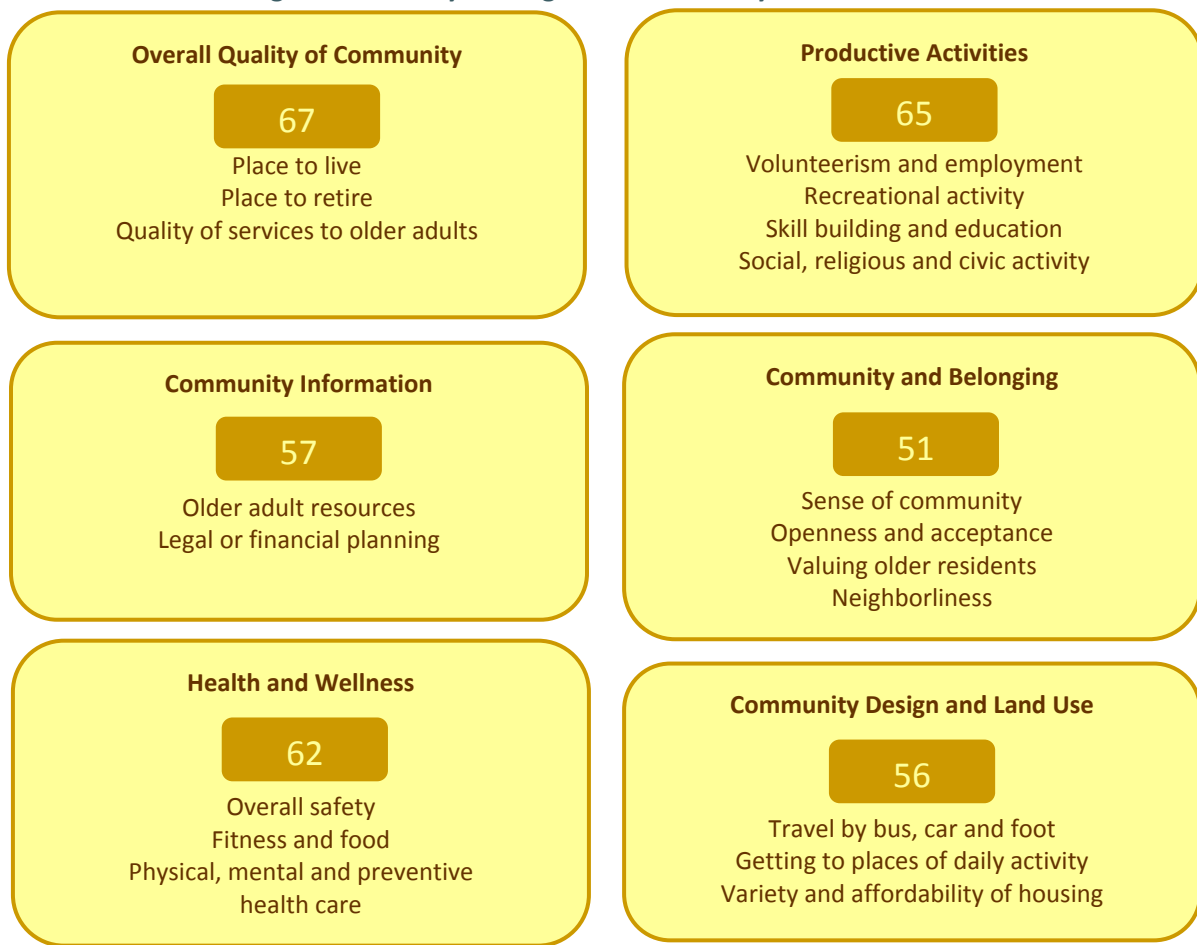 Overall Quality of Community
67
Place to live
Place to retire
Quality of services to older adults
Productive Activities
65
Volunteerism and employment
Recreational activity
Skill building and education
Social, religious and civic activity
Community Information
57
Older adult resources
Legal or financial planning
Community and Belonging
51
Sense of community
Openness and acceptance
Valuing older residents
Neighborliness
Health and Wellness
62
Overall safety
Fitness and food
Physical, mental and preventive
health care
Community Design and Land Use
56
Travel by bus, car and foot
Getting to places of daily activity
Variety and affordability of housing